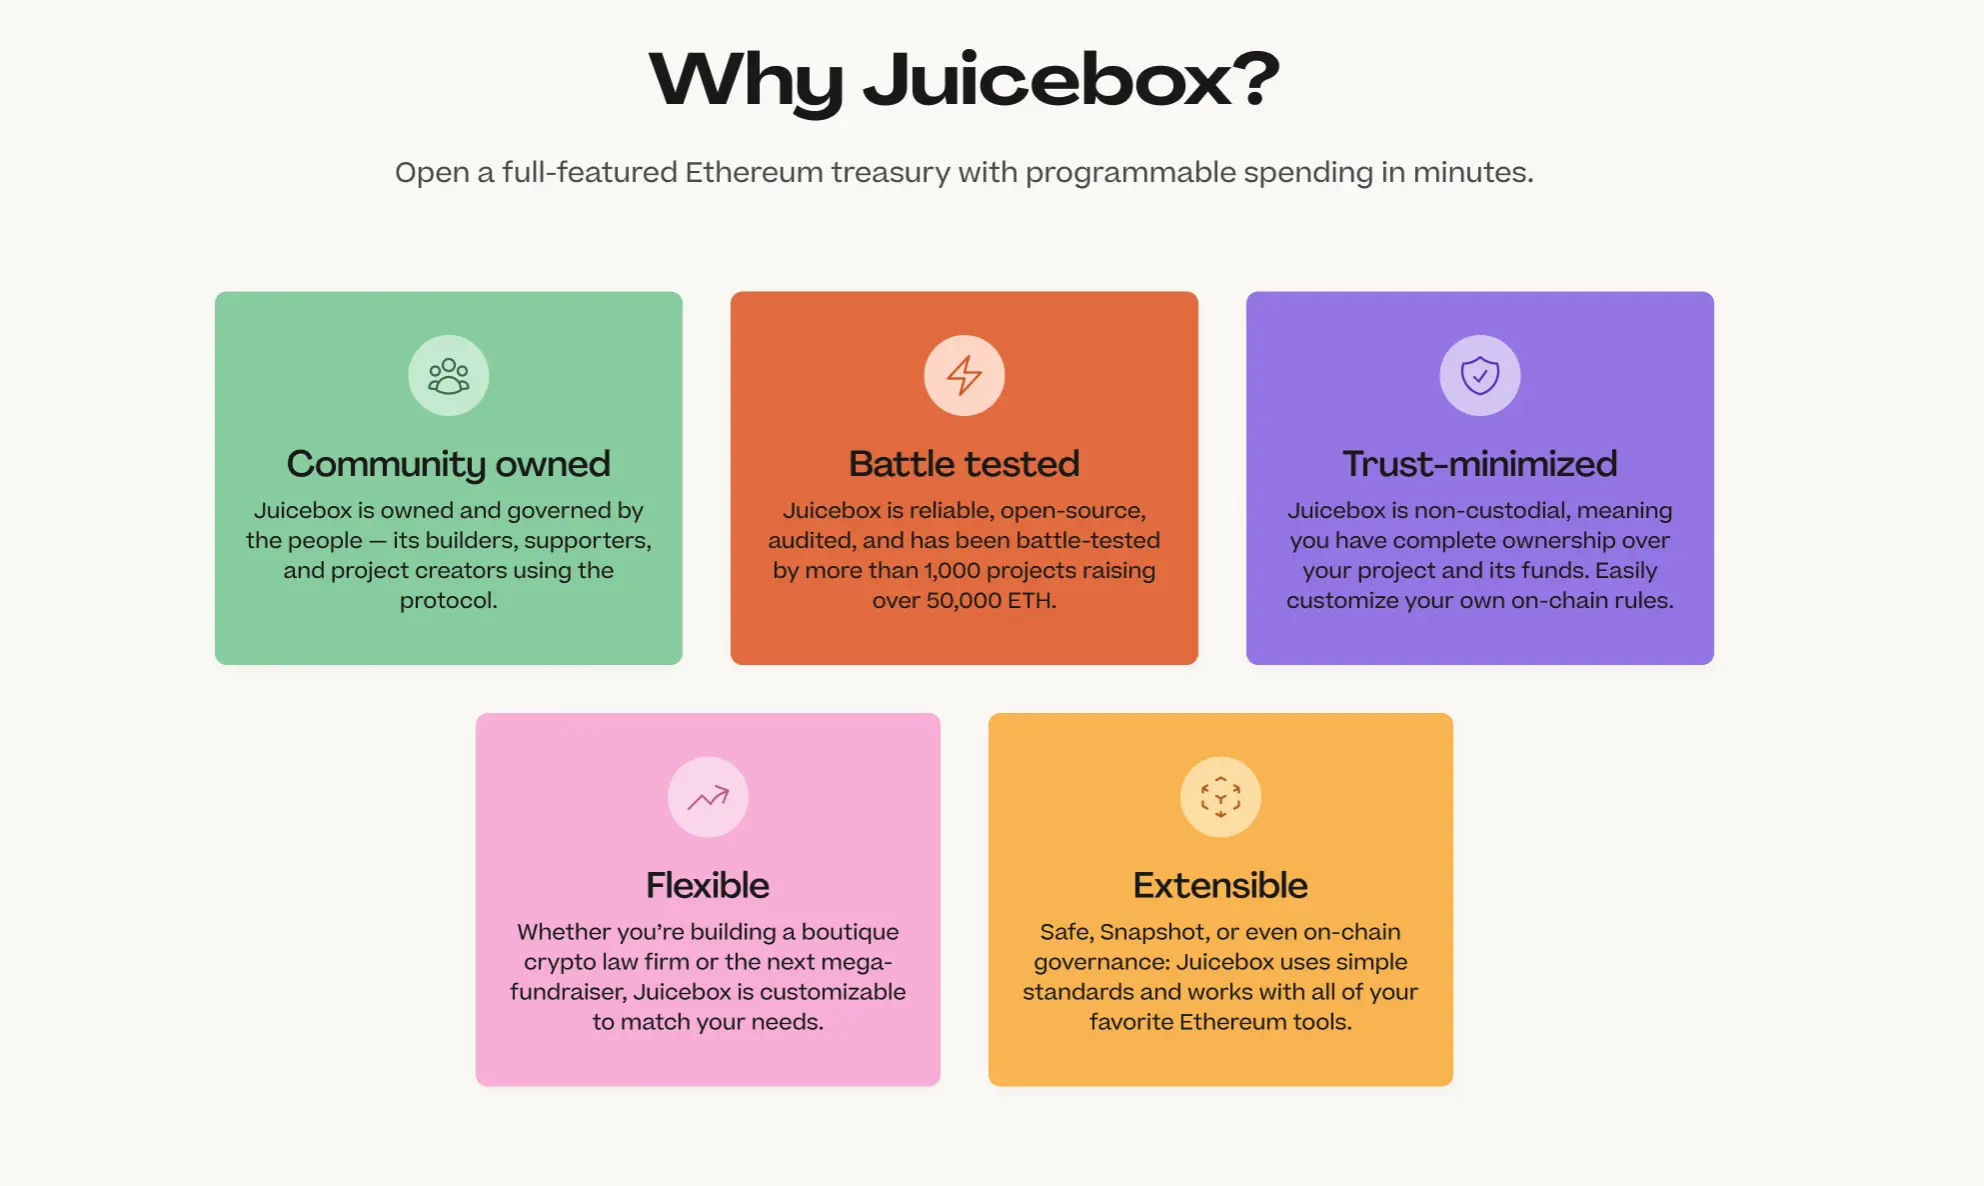 Why Juicebox?
Open a full-featured Ethereum treasury with programmable spending in minutes.
Community owned
Juicebox is owned and governed by
the people — its builders, supporters,
and project creators using the
protocol.
Battle tested
Juicebox is reliable, open-source,
audited, and has been battle-tested
by more than 1,000 projects raising
over 50,000 ETH.
Trust-minimized
Juicebox is non-custodial, meaning
you have complete ownership over
your project and its funds. Easily
customize your own on-chain rules.
Flexible
Whether you’re building a boutique
crypto law firm or the next mega-
fundraiser, Juicebox is customizable
to match your needs.
Extensible
Safe, Snapshot, or even on-chain
governance: Juicebox uses simple
standards and works with all of your
favorite Ethereum tools.